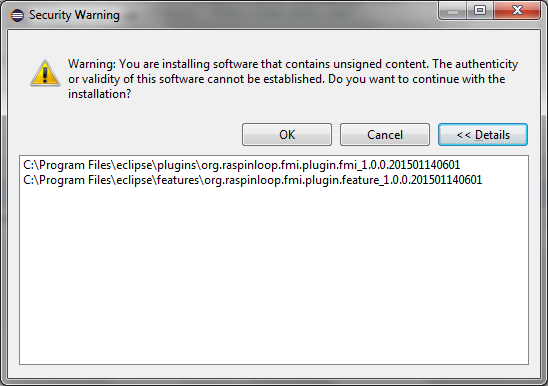 Security Warning
Warning: You are installing software that contains unsigned content. The authenticity
or validity of this software cannot be established. Do you want to continue with the
installation?
OK
Cancel
<< Details
C:\Program Files\eclipse\plugins\org.raspinloop.fmi.plugin.fmi_1.0.0.201501140601
C:\Program Files\eclipse\features\org.raspinloop.fmi.plugin.feature_1.0.0.201501140601